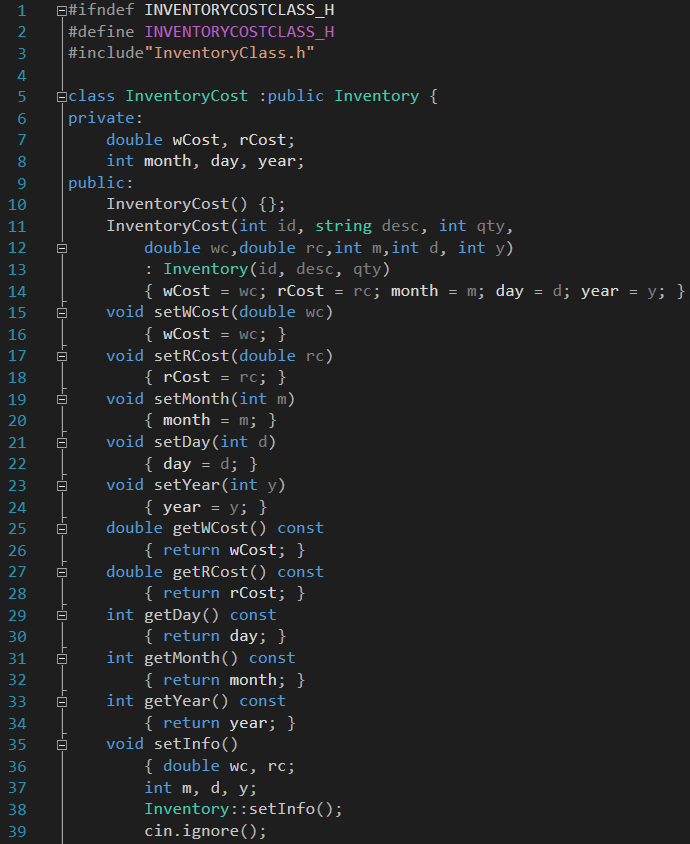 1 #ifndef INVENTORYCOSTCLASS_H
2 #define INVENTORYCOSTCLASS_H
3 #include"InventoryClass.h"
4
5 class InventoryCost :public Inventory {
6 private:
7     double wCost, rCost;
8     int month, day, year;
9 public:
10     InventoryCost() {};
11     InventoryCost(int id, string desc, int qty,
12         double wc,double rc,int m,int d, int y)
13         : Inventory(id, desc, qty)
14         { wCost = wc; rCost = rc; month = m; day = d; year = y; }
15     void setWCost(double wc)
16         { wCost = wc; }
17     void setRCost(double rc)
18         { rCost = rc; }
19     void setMonth(int m)
20         { month = m; }
21     void setDay(int d)
22         { day = d; }
23     void setYear(int y)
24         { year = y; }
25     double getWCost() const
26         { return wCost; }
27     double getRCost() const
28         { return rCost; }
29     int getDay() const
30         { return day; }
31     int getMonth() const
32         { return month; }
33     int getYear() const
34         { return year; }
35     void setInfo()
36         { double wc, rc;
37         int m, d, y;
38         Inventory::setInfo();
39         cin.ignore();